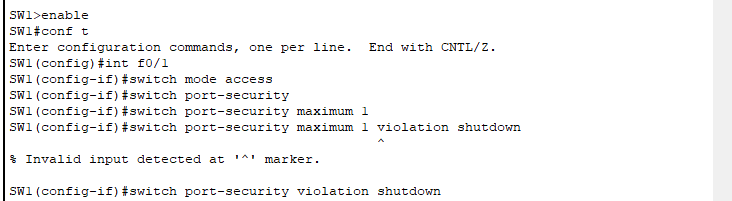 SW1>enable
SW1#conf t
Enter configuration commands, one per line.  End with CNTL/Z.
SW1(config)#int f0/1
SW1(config-if)#switch mode access
SW1(config-if)#switch port-security
SW1(config-if)#switch port-security maximum 1
SW1(config-if)#switch port-security maximum 1 violation shutdown
^
% Invalid input detected at '^' marker.
SW1(config-if)#switch port-security violation shutdown